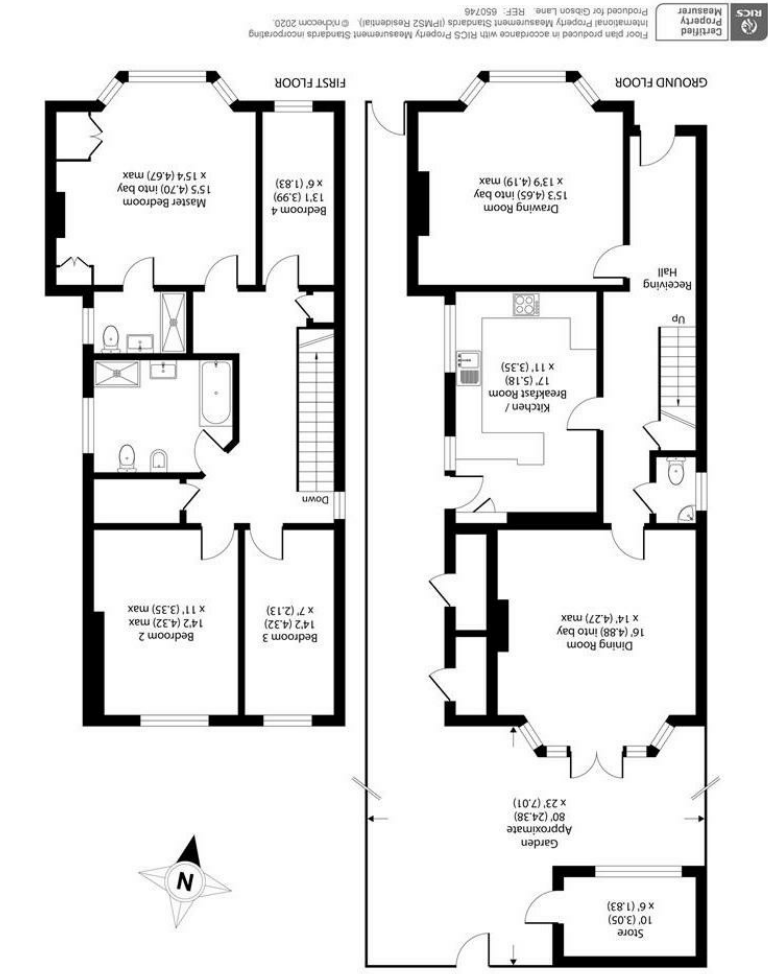 Store
10' (3.05)
x 6' (1.83)
Garden
Approximate
80' (24.38)
x 23' (7.01)
Dining Room
16' (4.88) into bay
x 14' (4.27) max
Kitchen /
Breakfast Room
17' (5.18)
x 11' (3.35)
Up
Receiving
Hall
Drawing Room
15'3 (4.65) into bay
x 13'9 (4.19) max
GROUND FLOOR
N
Bedroom 3
14'2 (4.32)
x 7' (2.13)
Bedroom 2
14'2 (4.32) max
x 11' (3.35) max
Down
Bedroom 4
13'1 (3.99)
x 6' (1.83)
Master Bedroom
15'5 (4.70) into bay
x 15'4 (4.67) max
FIRST FLOOR
RICS
Certified
Property
Measurer
Floor plan produced in accordance with RICS Property Measurement Standards incorporating
International Property Measurement Standards (IPMS2 Residential). © nichecom 2020.
Produced for Gibson Lane. REF: 650746